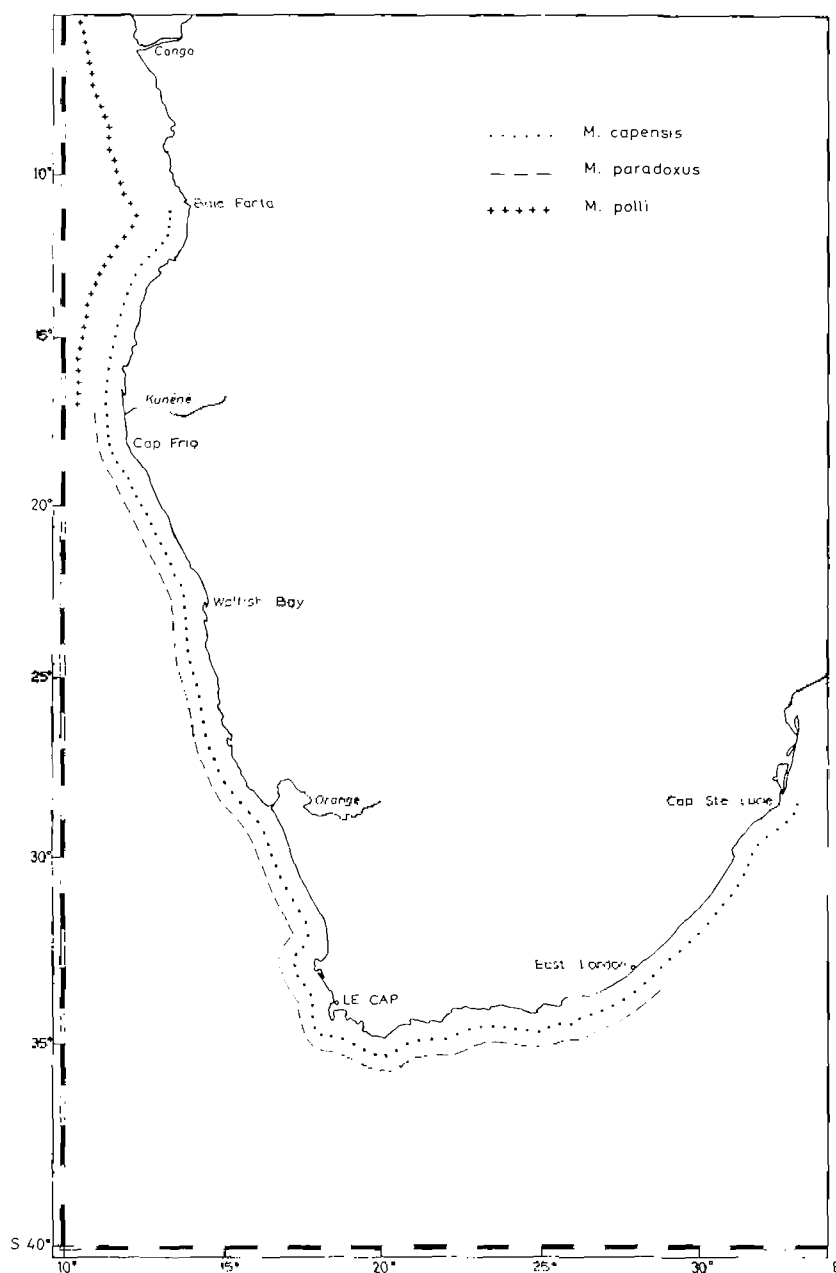 Congo
M. capensis
M. paradoxus
10°
M. polli
Baie Farta
15°
Kunéné
Cap Frio
20°
Walfish Bay
25°
Orange
Cap Ste Lucie
30°
East London
LE CAP
35°
S 40°
10° 15° 20° 25° 30°